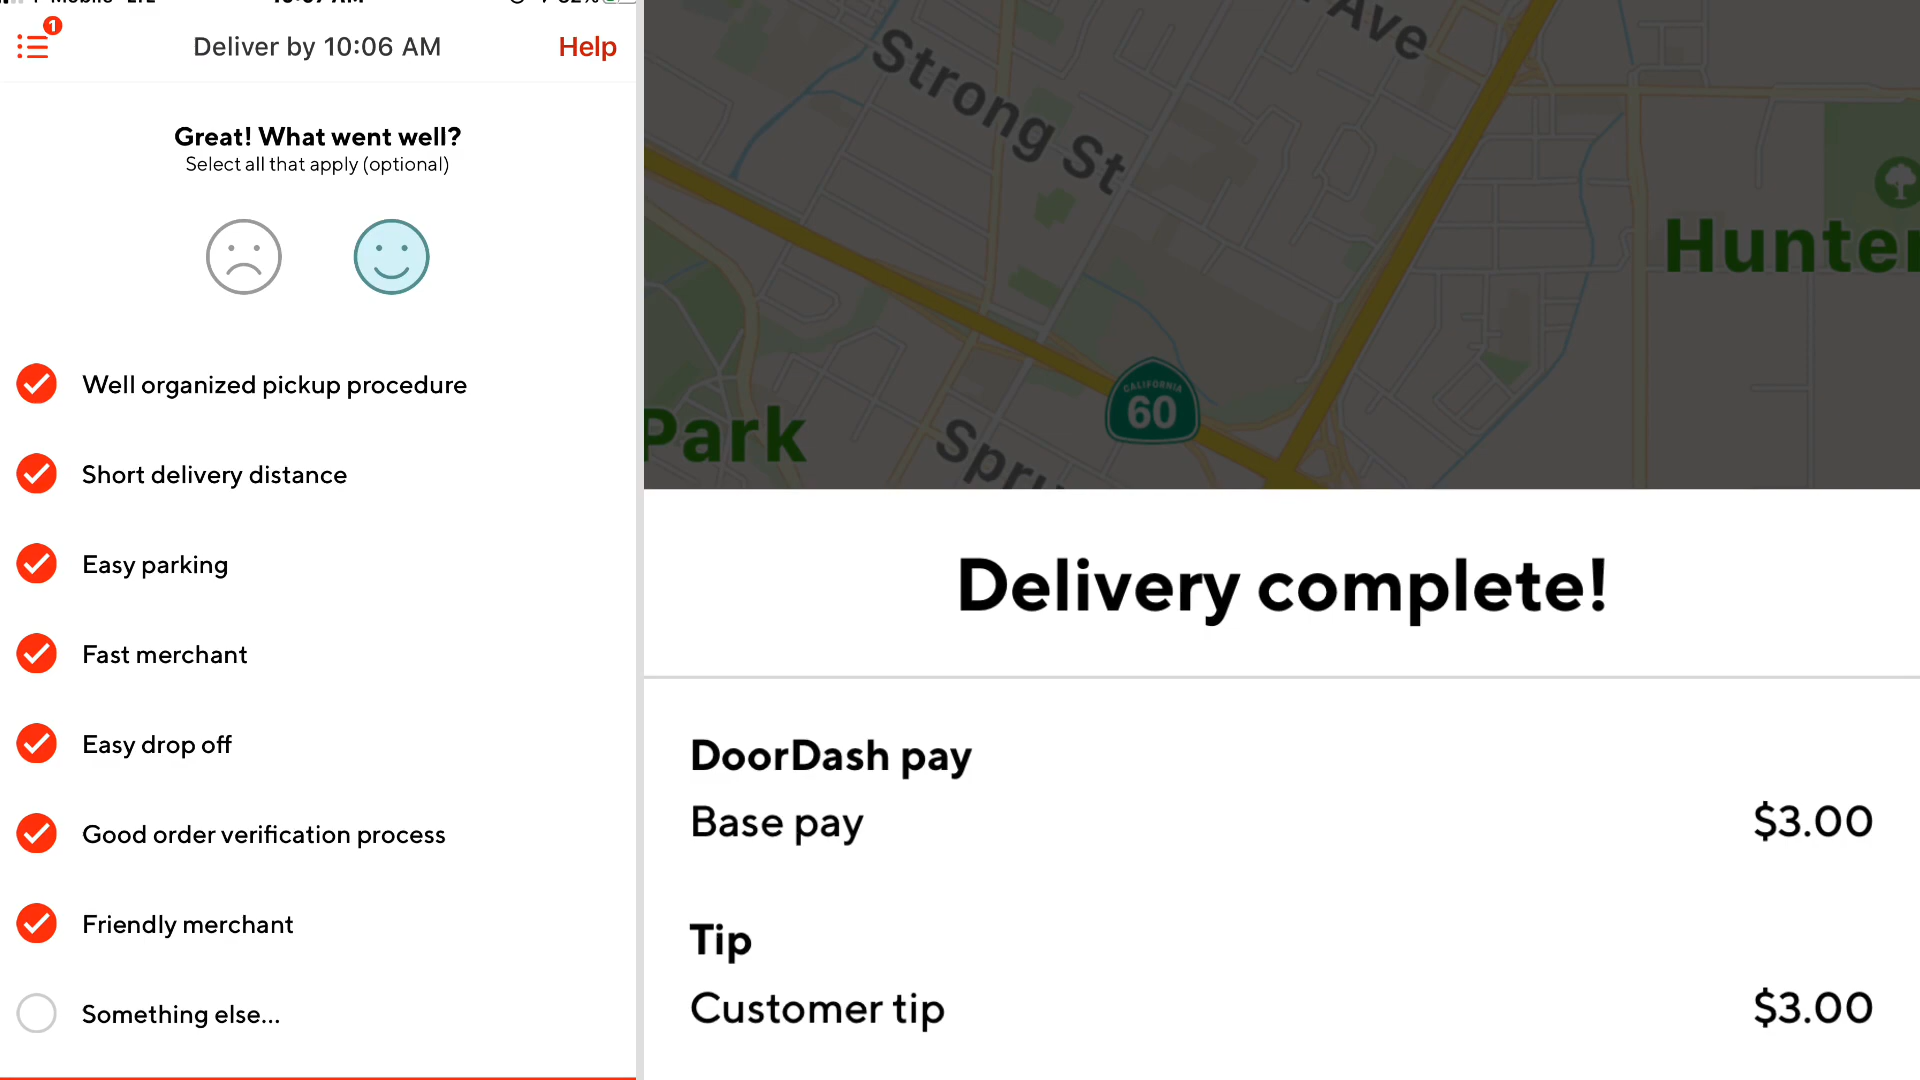 1
Deliver by 10:06 AM
Help
Great! What went well?
Select all that apply (optional)
Well organized pickup procedure
Short delivery distance
Easy parking
Fast merchant
Easy drop off
Good order verification process
Friendly merchant
Something else...
Ave
Strong St
Hunter
CALIFORNIA
60
Park
Delivery complete!
DoorDash pay
Base pay
$3.00
Tip
Customer tip
$3.00